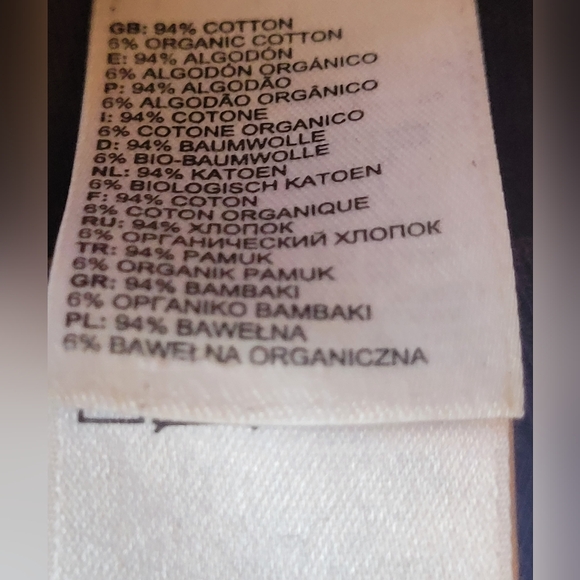 GB: 94% COTTON
6% ORGANIC COTTON
E: 94% ALGODÓN
6% ALGODÓN ORGÁNICO
P: 94% ALGODÃO
6% ALGODÃO ORGÂNICO
I: 94% COTONE
6% COTONE ORGANICO
D: 94% BAUMWOLLE
6% BIO-BAUMWOLLE
NL: 94% KATOEN
6% BIOLOGISCH KATOEN
F: 94% COTON
6% COTON ORGANIQUE
RU: 94% ХЛОПОК
6% ОРГАНИЧЕСКИЙ ХЛОПОК
TR: 94% PAMUK
6% ORGANIK PAMUK
GR: 94% ΒΑΜΒΑΚΙ
6% ΟΡΓΑΝΙΚΟ ΒΑΜΒΑΚΙ
PL: 94% BAWEŁNA
6% BAWEŁNA ORGANICZNA